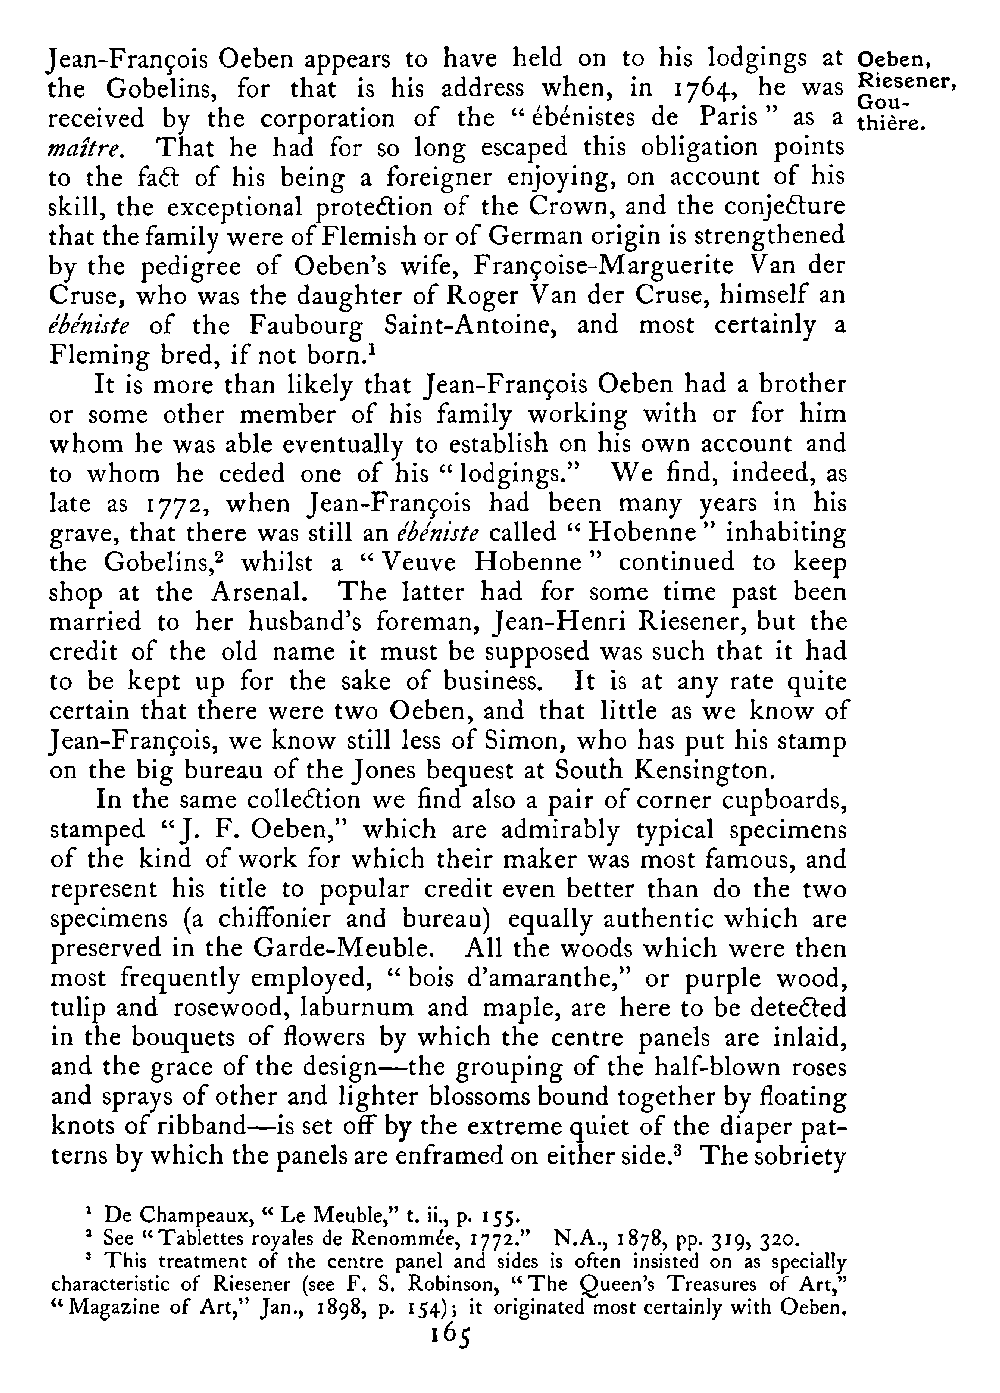 Jean-François Oeben appears to have held on to his lodgings at
the Gobelins, for that is his address when, in 1764, he was
received by the corporation of the “ébénistes de Paris” as a
maître. That he had for so long escaped this obligation points
to the fact of his being a foreigner enjoying, on account of his
skill, the exceptional protection of the Crown, and the conjecture
that the family were of Flemish or of German origin is strengthened
by the pedigree of Oeben's wife, Françoise-Marguerite Van der
Cruse, who was the daughter of Roger Van der Cruse, himself an
ébéniste of the Faubourg Saint-Antoine, and most certainly a
Fleming bred, if not born.¹
Oeben,
Riesener,
Gou-
thière.
It is more than likely that Jean-François Oeben had a brother
or some other member of his family working with or for him
whom he was able eventually to establish on his own account and
to whom he ceded one of his “lodgings.” We find, indeed, as
late as 1772, when Jean-François had been many years in his
grave, that there was still an ébéniste called “Hobenne” inhabiting
the Gobelins,² whilst a “Veuve Hobenne” continued to keep
shop at the Arsenal. The latter had for some time past been
married to her husband's foreman, Jean-Henri Riesener, but the
credit of the old name it must be supposed was such that it had
to be kept up for the sake of business. It is at any rate quite
certain that there were two Oeben, and that little as we know of
Jean-François, we know still less of Simon, who has put his stamp
on the big bureau of the Jones bequest at South Kensington.
In the same collection we find also a pair of corner cupboards,
stamped “J. F. Oeben,” which are admirably typical specimens
of the kind of work for which their maker was most famous, and
represent his title to popular credit even better than do the two
specimens (a chiffonier and bureau) equally authentic which are
preserved in the Garde-Meuble. All the woods which were then
most frequently employed, “bois d'amaranthe,” or purple wood,
tulip and rosewood, laburnum and maple, are here to be detected
in the bouquets of flowers by which the centre panels are inlaid,
and the grace of the design—the grouping of the half-blown roses
and sprays of other and lighter blossoms bound together by floating
knots of ribband—is set off by the extreme quiet of the diaper pat-
terns by which the panels are enframed on either side.³ The sobriety
¹ De Champeaux, “Le Meuble,” t. ii., p. 155.
² See “Tablettes royales de Renommée, 1772.” N.A., 1878, pp. 319, 320.
³ This treatment of the centre panel and sides is often insisted on as specially
characteristic of Riesener (see F. S. Robinson, “The Queen's Treasures of Art,”
“Magazine of Art,” Jan., 1898, p. 154); it originated most certainly with Oeben.
165